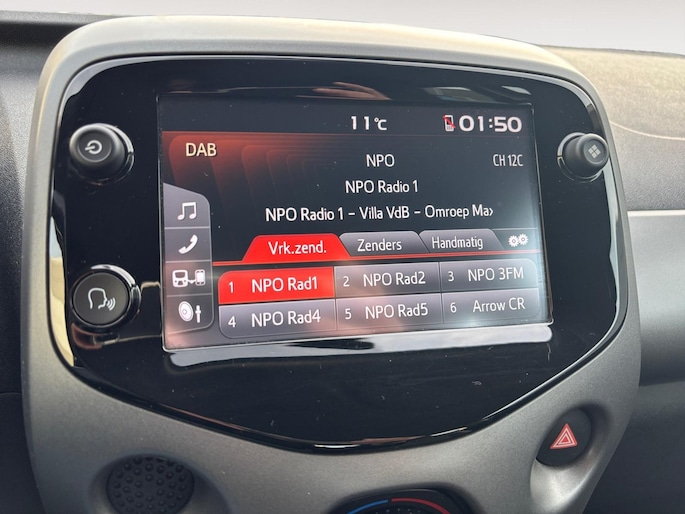 11°C 01:50
DAB NPO CH 12C
NPO Radio 1
NPO Radio 1 – Villa VdB – Omroep Max
Vrk.zend. Zenders Handmatig
1 NPO Rad1 2 NPO Rad2 3 NPO 3FM
4 NPO Rad4 5 NPO Rad5 6 Arrow CR